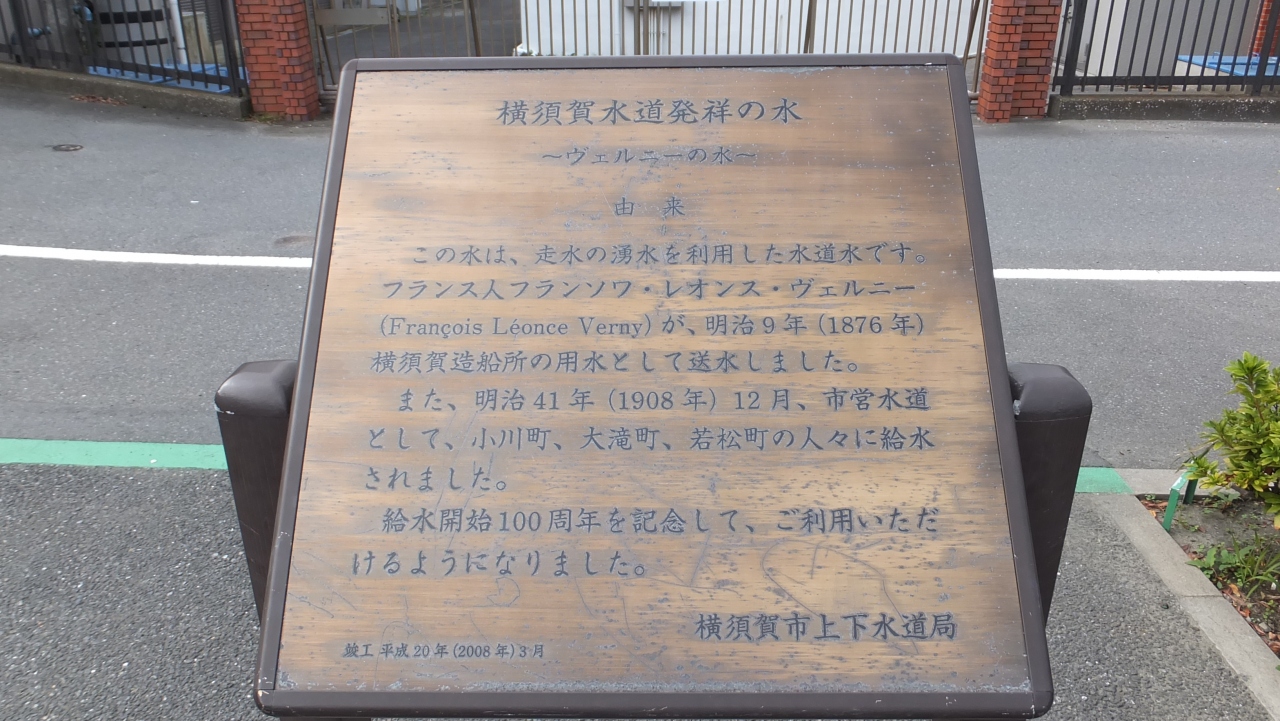 横須賀水道発祥の水
～ヴェルニーの水～
由 来
この水は、走水の湧水を利用した水道水です。
フランス人フランソワ・レオンス・ヴェルニー
(François Léonce Verny) が、明治9年 (1876年)
横須賀造船所の用水として送水しました。
また、明治41年 (1908年) 12月、市営水道
として、小川町、大滝町、若松町の人々に給水
されました。
給水開始100周年を記念して、ご利用いただ
けるようになりました。
横須賀市上下水道局
竣工 平成20年(2008年)3月